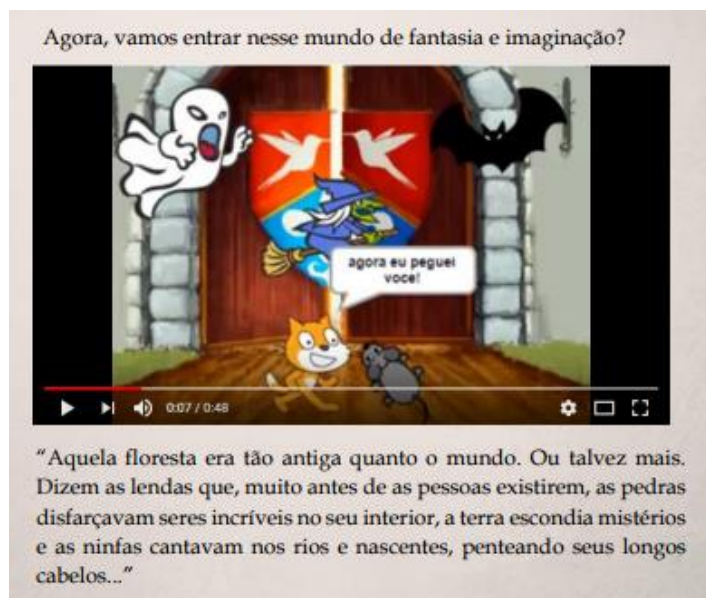 Agora, vamos entrar nesse mundo de fantasia e imaginação?
agora eu peguei
voce!
0:07 / 0:48
“Aquela floresta era tão antiga quanto o mundo. Ou talvez mais.
Dizem as lendas que, muito antes de as pessoas existirem, as pedras
disfarçavam seres incríveis no seu interior, a terra escondia mistérios
e as ninfas cantavam nos rios e nascentes, penteando seus longos
cabelos...”